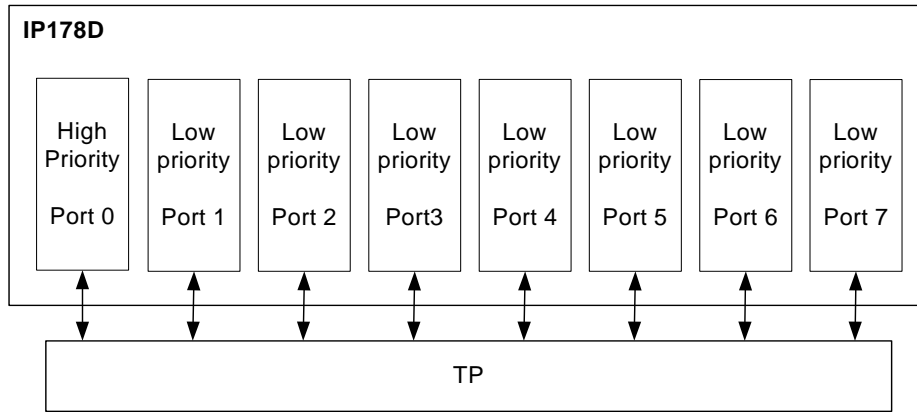 IP178D
High Priority Port 0
Low priority Port 1
Low priority Port 2
Low priority Port3
Low priority Port 4
Low priority Port 5
Low priority Port 6
Low priority Port 7
TP